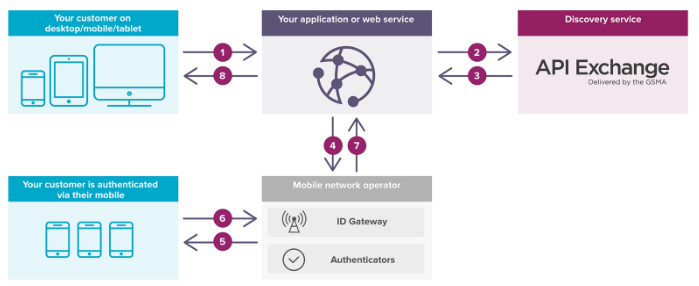 Your customer on
desktop/mobile/tablet
Your application or web service
Discovery service
1
2
8
3
API Exchange
Delivered by the GSMA
4
7
Your customer is authenticated
via their mobile
Mobile network operator
6
5
ID Gateway
Authenticators